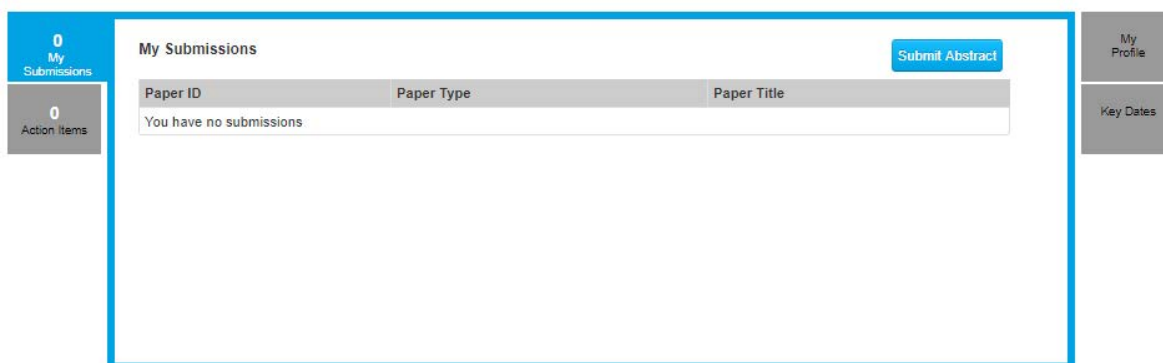 0
My
Submissions
0
Action Items
My Submissions
Submit Abstract
Paper ID Paper Type Paper Title
You have no submissions
My
Profile
Key Dates